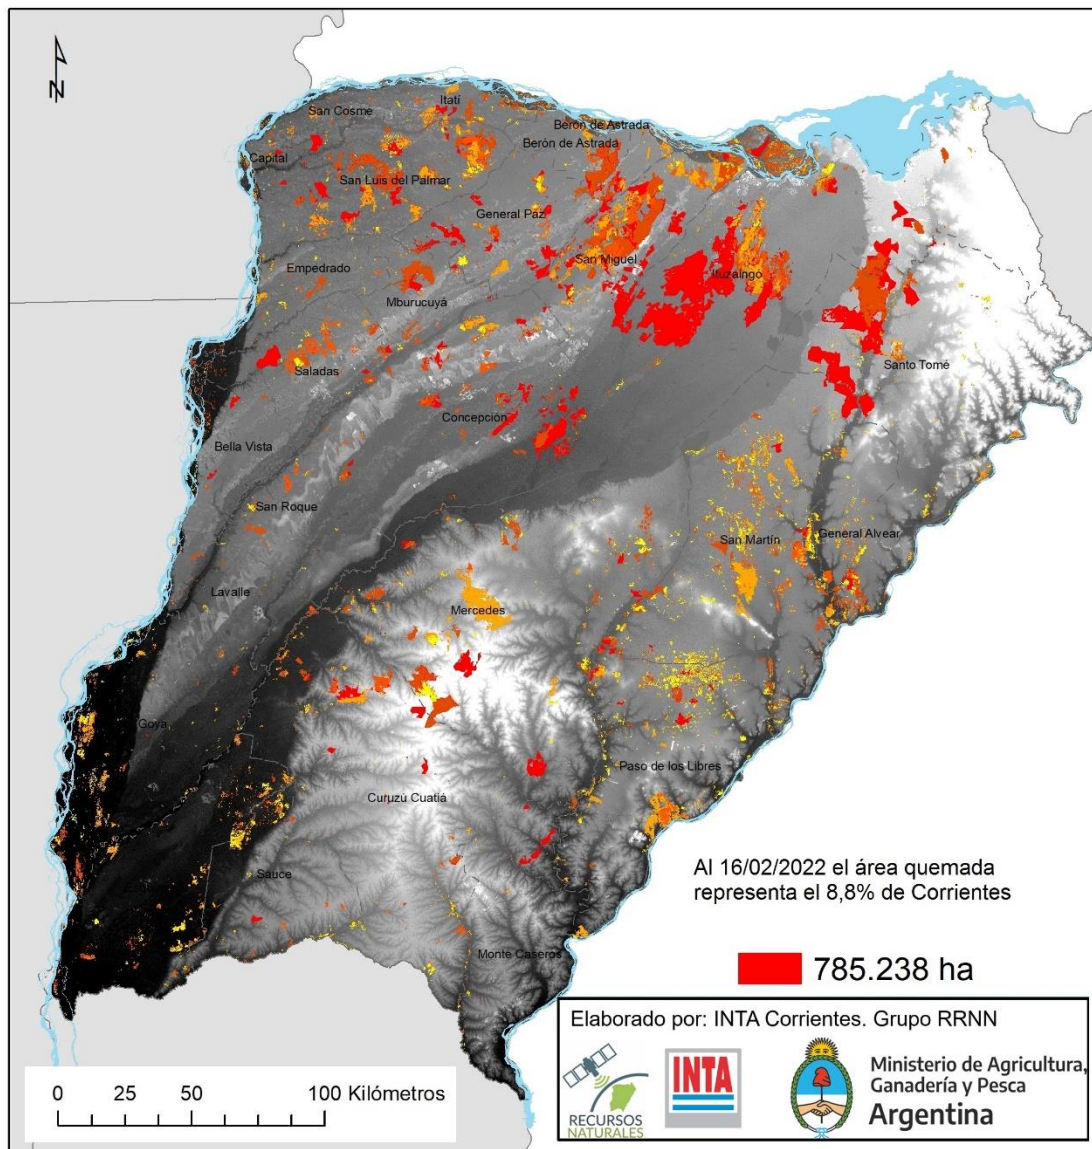 N
Itatí
San Cosme
Berón de Astrada
Berón de Astrada
Capital
San Luis del Palmar
General Paz
San Miguel
Empedrado
Ituzaingó
Mburucuyá
Saladas
Santo Tomé
Concepción
Bella Vista
San Roque
San Martín
General Alvear
Lavalle
Mercedes
Goya
Paso de los Libres
Curuzú Cuatiá
Sauce
Monte Caseros
Al 16/02/2022 el área quemada
representa el 8,8% de Corrientes
785.238 ha
Elaborado por: INTA Corrientes. Grupo RRNN
RECURSOS
NATURALES
INTA
Ministerio de Agricultura,
Ganadería y Pesca
Argentina
0 25 50 100 Kilómetros